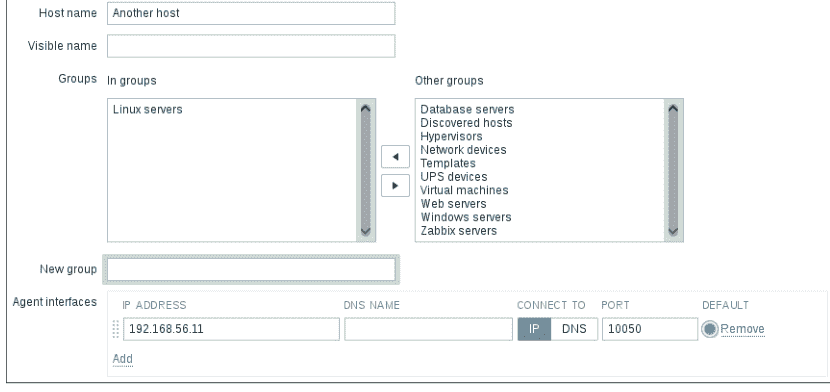 Host name Another host
Visible name
Groups In groups Other groups
Linux servers
Database servers
Discovered hosts
Hypervisors
Network devices
Templates
UPS devices
Virtual machines
Web servers
Windows servers
Zabbix servers
New group
Agent interfaces IP ADDRESS DNS NAME CONNECT TO PORT DEFAULT
192.168.56.11 IP DNS 10050 Remove
Add